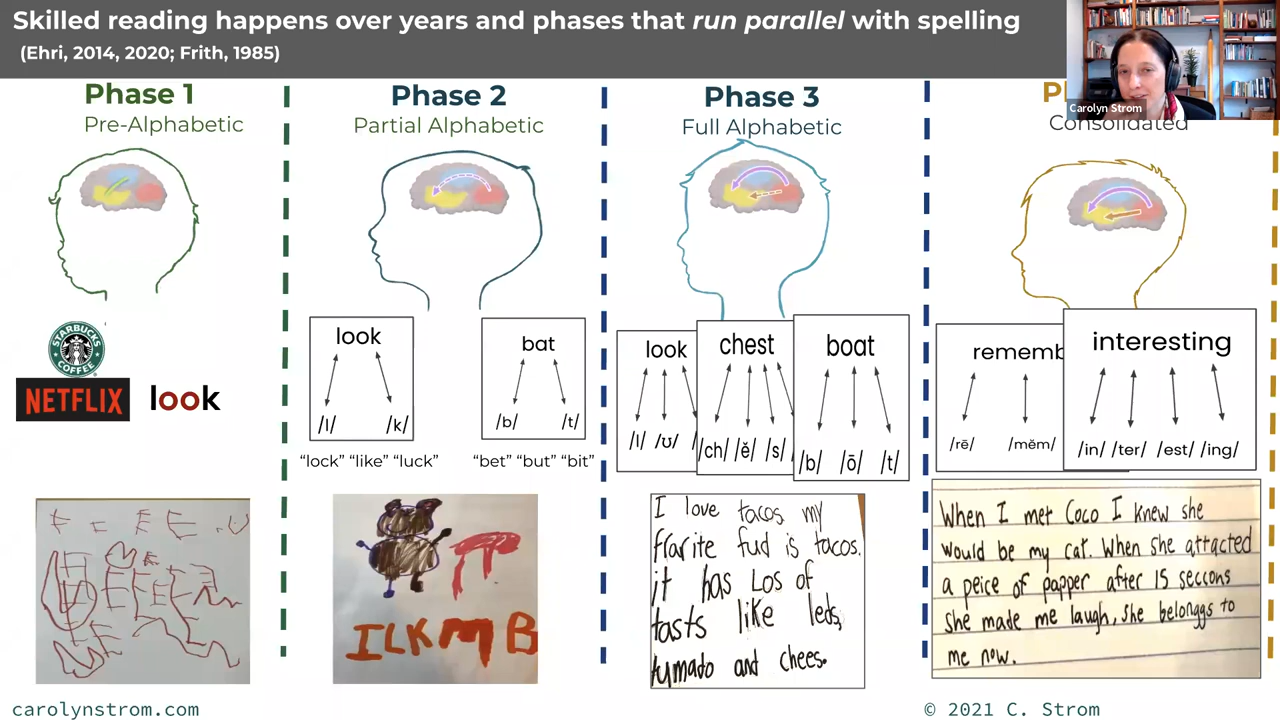 Skilled reading happens over years and phases that run parallel with spelling
(Ehri, 2014, 2020; Frith, 1985)
Carolyn Strom
Phase 1
Pre-Alphabetic
Phase 2
Partial Alphabetic
Phase 3
Full Alphabetic
Consolidated
STARBUCKS
COFFEE
NETFLIX
look
look
/l/ /k/
"lock" "like" "luck"
bat
/b/ /t/
"bet" "but" "bit"
look
/l/ /ʊ/
chest
/ch/ /ĕ/ /s/
boat
/b/ /ō/ /t/
rememb
/rē/ /mĕm/
interesting
/in/ /ter/ /est/ /ing/
ILKMB
I love tacos my
frarite fud is tacos.
it has Los of
tasts like leds,
tumado and chees.
When I met Coco I knew she
would be my cat. When she attacted
a peice of papper after 15 seccons
she made me laugh, she belonggs to
me now.
carolynstrom.com
© 2021 C. Strom